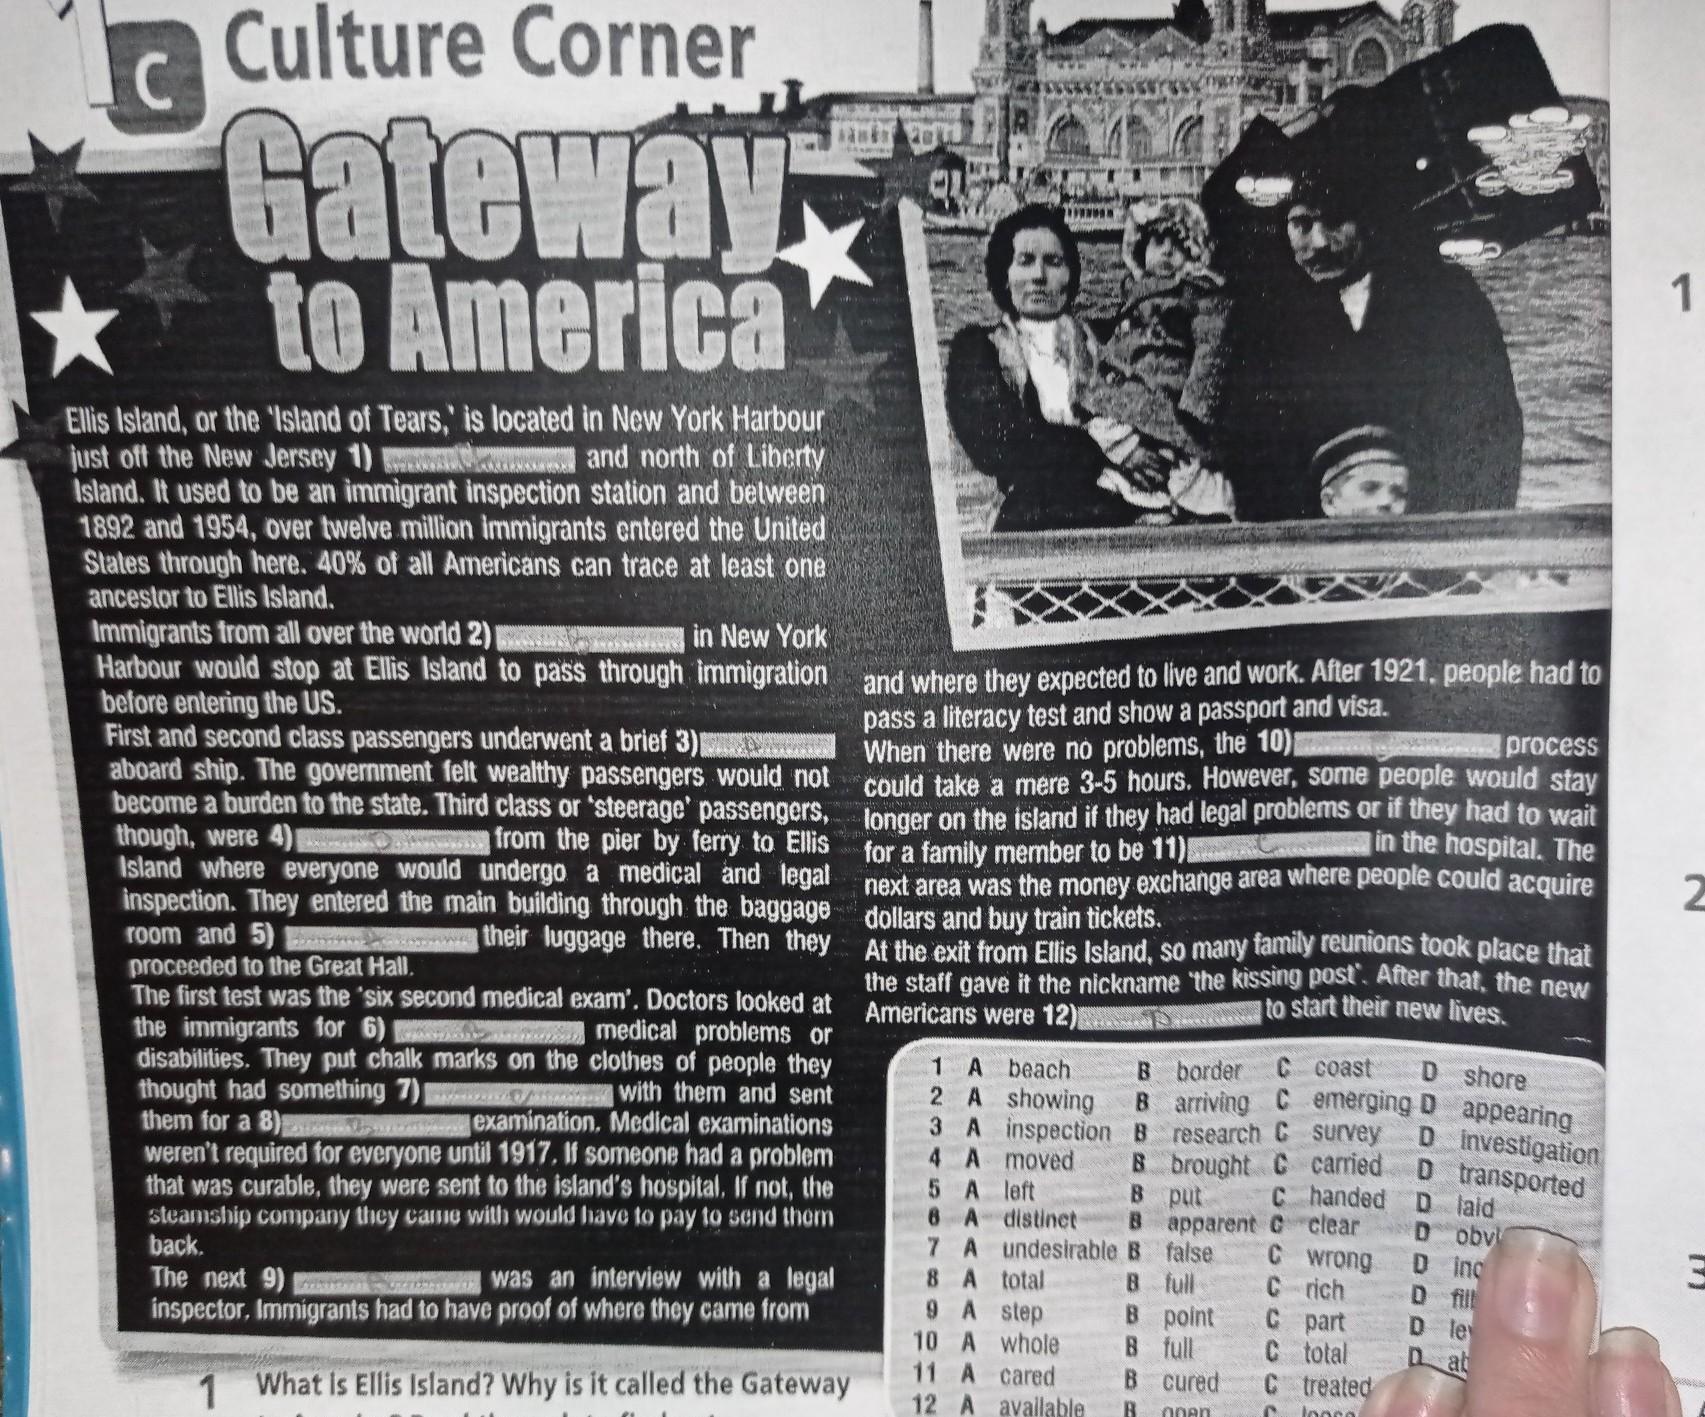 C Culture Corner
Gateway
to America
Ellis Island, or the 'Island of Tears,' is located in New York Harbour
just off the New Jersey 1) and north of Liberty
Island. It used to be an immigrant inspection station and between
1892 and 1954, over twelve million immigrants entered the United
States through here. 40% of all Americans can trace at least one
ancestor to Ellis Island.
Immigrants from all over the world 2) in New York
Harbour would stop at Ellis Island to pass through immigration
before entering the US.
First and second class passengers underwent a brief 3)
aboard ship. The government felt wealthy passengers would not
become a burden to the state. Third class or 'steerage' passengers,
though, were 4) from the pier by ferry to Ellis
Island where everyone would undergo a medical and legal
inspection. They entered the main building through the baggage
room and 5) their luggage there. Then they
proceeded to the Great Hall.
The first test was the 'six second medical exam'. Doctors looked at
the immigrants for 6) medical problems or
disabilities. They put chalk marks on the clothes of people they
thought had something 7) with them and sent
them for a 8) examination. Medical examinations
weren't required for everyone until 1917. If someone had a problem
that was curable, they were sent to the island's hospital. If not, the
steamship company they came with would have to pay to send them
back.
The next 9) was an interview with a legal
inspector. Immigrants had to have proof of where they came from
and where they expected to live and work. After 1921, people had to
pass a literacy test and show a passport and visa.
When there were no problems, the 10) process
could take a mere 3-5 hours. However, some people would stay
longer on the island if they had legal problems or if they had to wait
for a family member to be 11) C in the hospital. The
next area was the money exchange area where people could acquire
dollars and buy train tickets.
At the exit from Ellis Island, so many family reunions took place that
the staff gave it the nickname 'the kissing post'. After that, the new
Americans were 12) to start their new lives.
1 A beach B border C coast D shore
2 A showing B arriving C emerging D appearing
3 A inspection B research C survey D investigation
4 A moved B brought C carried D transported
5 A left B put C handed D laid
6 A distinct B apparent C clear D
7 A undesirable B false C wrong D
8 A total B full C rich D
9 A step B point C part D
10 A whole B full C total D
11 A cared B cured C treated
12 A available B open C loose
1 What is Ellis Island? Why is it called the Gateway
1
2
3